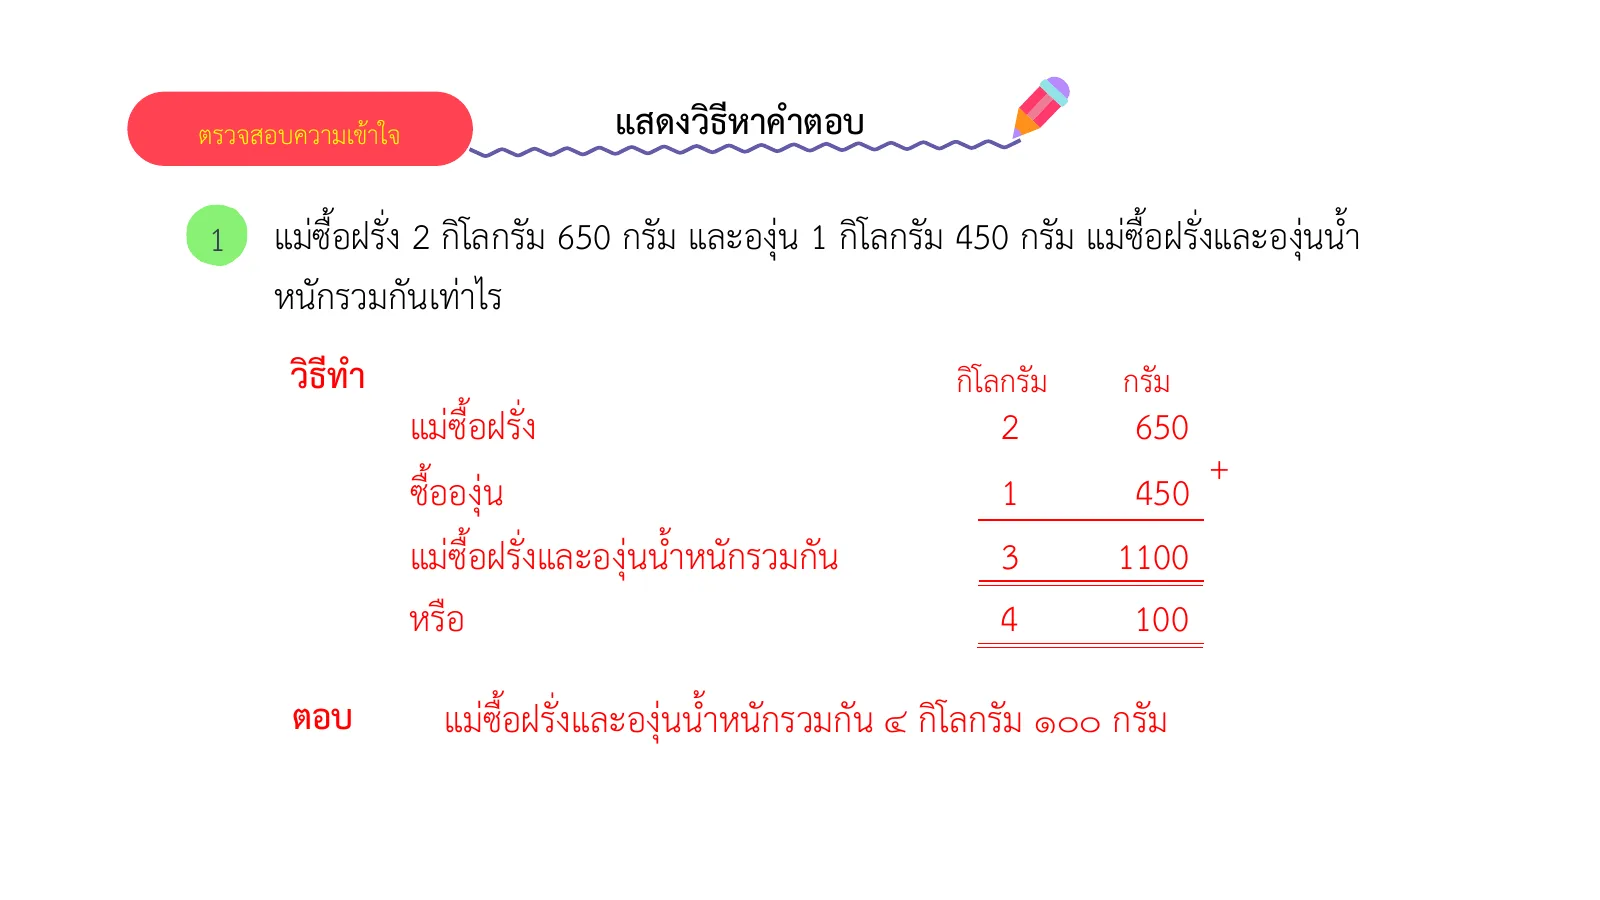 ตรวจสอบความเข้าใจ
แสดงวิธีหาคำตอบ
1 แม่ซื้อฝรั่ง 2 กิโลกรัม 650 กรัม และองุ่น 1 กิโลกรัม 450 กรัม แม่ซื้อฝรั่งและองุ่นน้ำ
หนักรวมกันเท่าไร
วิธีทำ กิโลกรัม กรัม
แม่ซื้อฝรั่ง 2 650
+
ซื้อองุ่น 1 450
แม่ซื้อฝรั่งและองุ่นน้ำหนักรวมกัน 3 1100
หรือ 4 100
ตอบ แม่ซื้อฝรั่งและองุ่นน้ำหนักรวมกัน ๔ กิโลกรัม ๑๐๐ กรัม